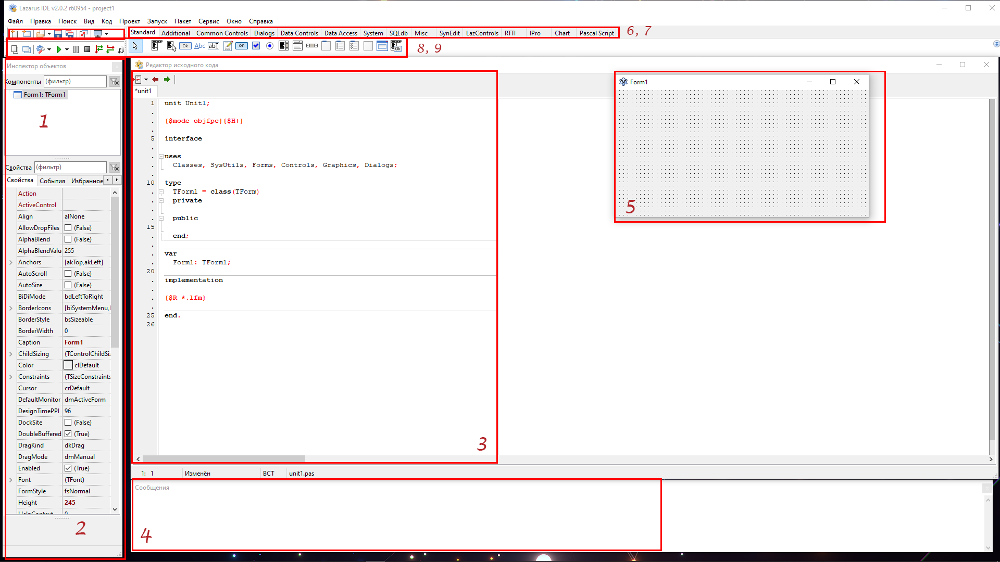 Lazarus IDE v2.0.2 r60954 - project1
Файл Правка Поиск Вид Код Проект Запуск Пакет Сервис Окно Справка
Standard Additional Common Controls Dialogs Data Controls Data Access System SQLdb Misc SynEdit LazControls RTTI IPro Chart Pascal Script
6, 7
Ok Abc abI on Ok
8, 9
Инспектор объектов
Компоненты (фильтр)
Form1: TForm1
1
Свойства (фильтр)
Свойства События Избранное
Action
ActiveControl
Align alNone
AllowDropFiles (False)
AlphaBlend (False)
AlphaBlendValu 255
Anchors [akTop,akLeft]
AutoScroll (False)
AutoSize (False)
BiDiMode bdLeftToRight
BorderIcons [biSystemMenu,
BorderStyle bsSizeable
BorderWidth 0
Caption Form1
ChildSizing (TControlChildSiz
Color clDefault
Constraints (TSizeConstraints
Cursor crDefault
DefaultMonitor dmActiveForm
DesignTimePPI 96
DockSite (False)
DoubleBuffered (True)
DragKind dkDrag
DragMode dmManual
Enabled (True)
Font (TFont)
FormStyle fsNormal
Height 245
2
Редактор исходного кода
*unit1
1 unit Unit1;
.
. {$mode objfpc}{$H+}
.
5 interface
.
. uses
. Classes, SysUtils, Forms, Controls, Graphics, Dialogs;
.
10 type
. TForm1 = class(TForm)
. private
.
. public
15
. end;
.
. var
. Form1: TForm1;
20
. implementation
.
. {$R *.lfm}
.
25 end.
26
3
1: 1 Изменён ВСТ unit1.pas
Form1
5
Сообщения
4